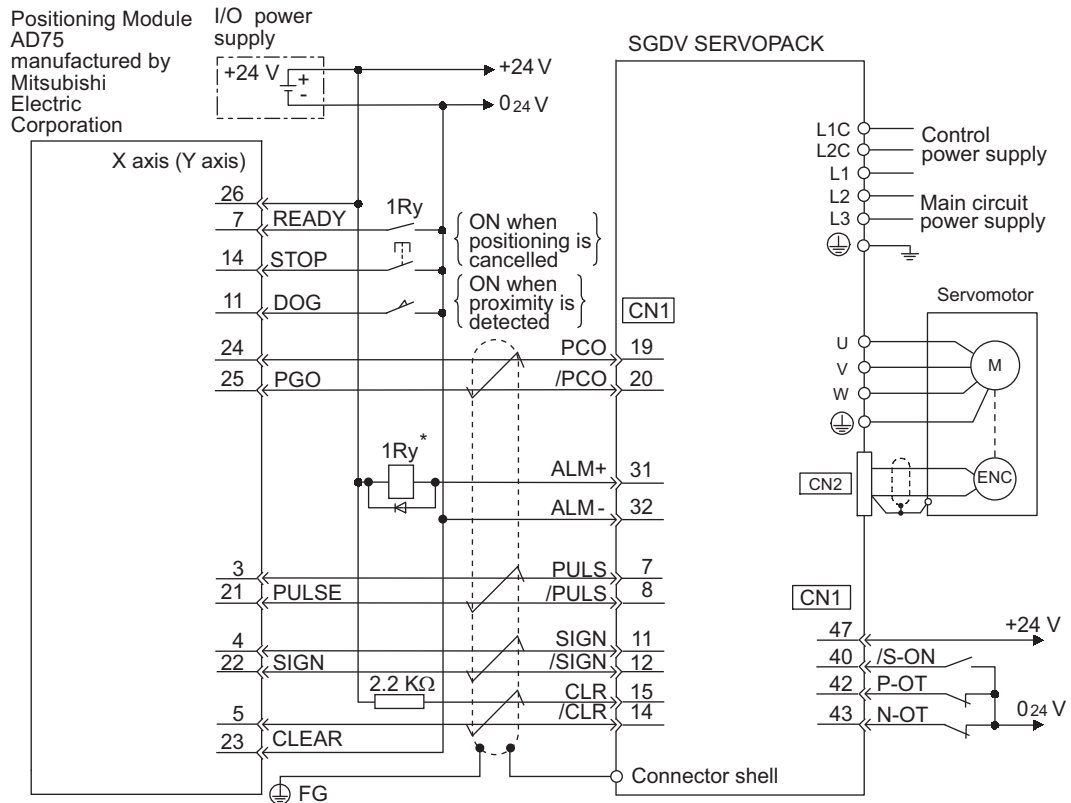 Positioning Module
AD75
manufactured by
Mitsubishi
Electric
Corporation
I/O power
supply
+24 V
+
-
+24 V
024 V
SGDV SERVOPACK
X axis (Y axis)
26
7 READY
1Ry
ON when
positioning is
cancelled
14 STOP
11 DOG
ON when
proximity is
detected
CN1
24
PCO 19
25 PGO
/PCO 20
1Ry*
ALM+ 31
ALM- 32
3
PULS 7
21 PULSE
/PULS 8
4
SIGN 11
22 SIGN
/SIGN 12
2.2 KΩ
CLR 15
5
/CLR 14
23 CLEAR
Connector shell
FG
L1C
L2C
Control
power supply
L1
L2
L3
Main circuit
power supply
Servomotor
U
V
W
M
CN2
ENC
CN1
47
+24 V
40 /S-ON
42 P-OT
43 N-OT
024 V